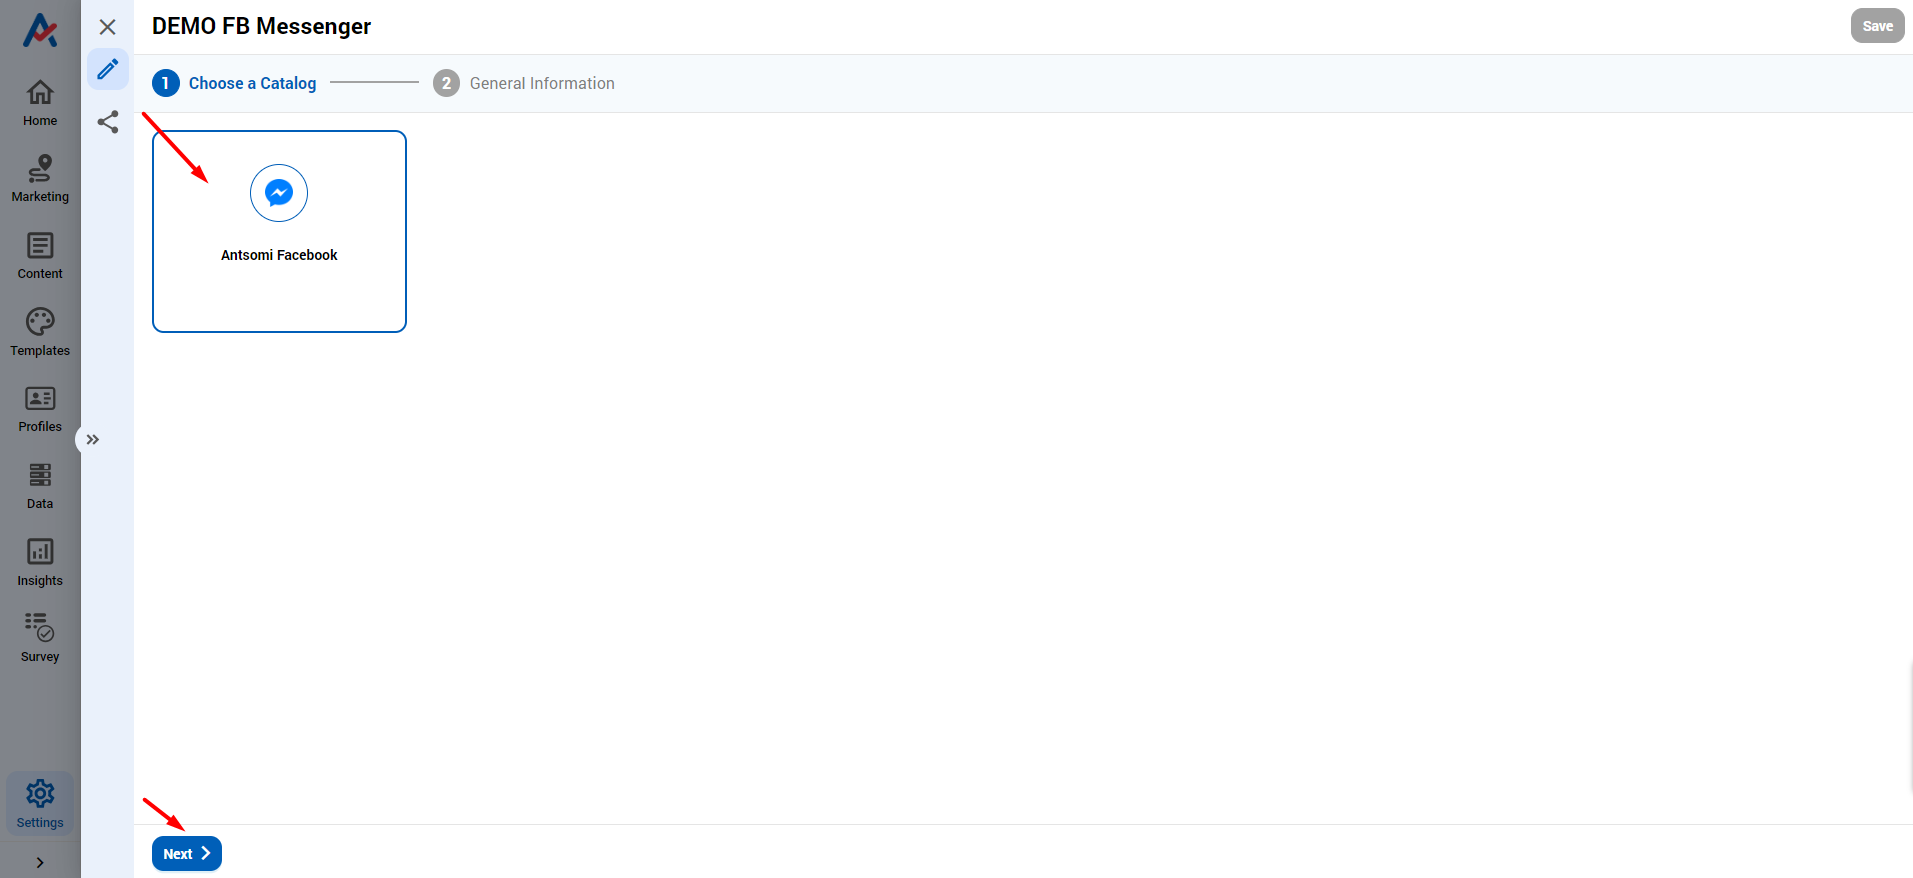 DEMO FB Messenger
Save
1 Choose a Catalog
2 General Information
Home
Marketing
Content
Templates
Profiles
Data
Insights
Survey
Settings
Antsomi Facebook
Next